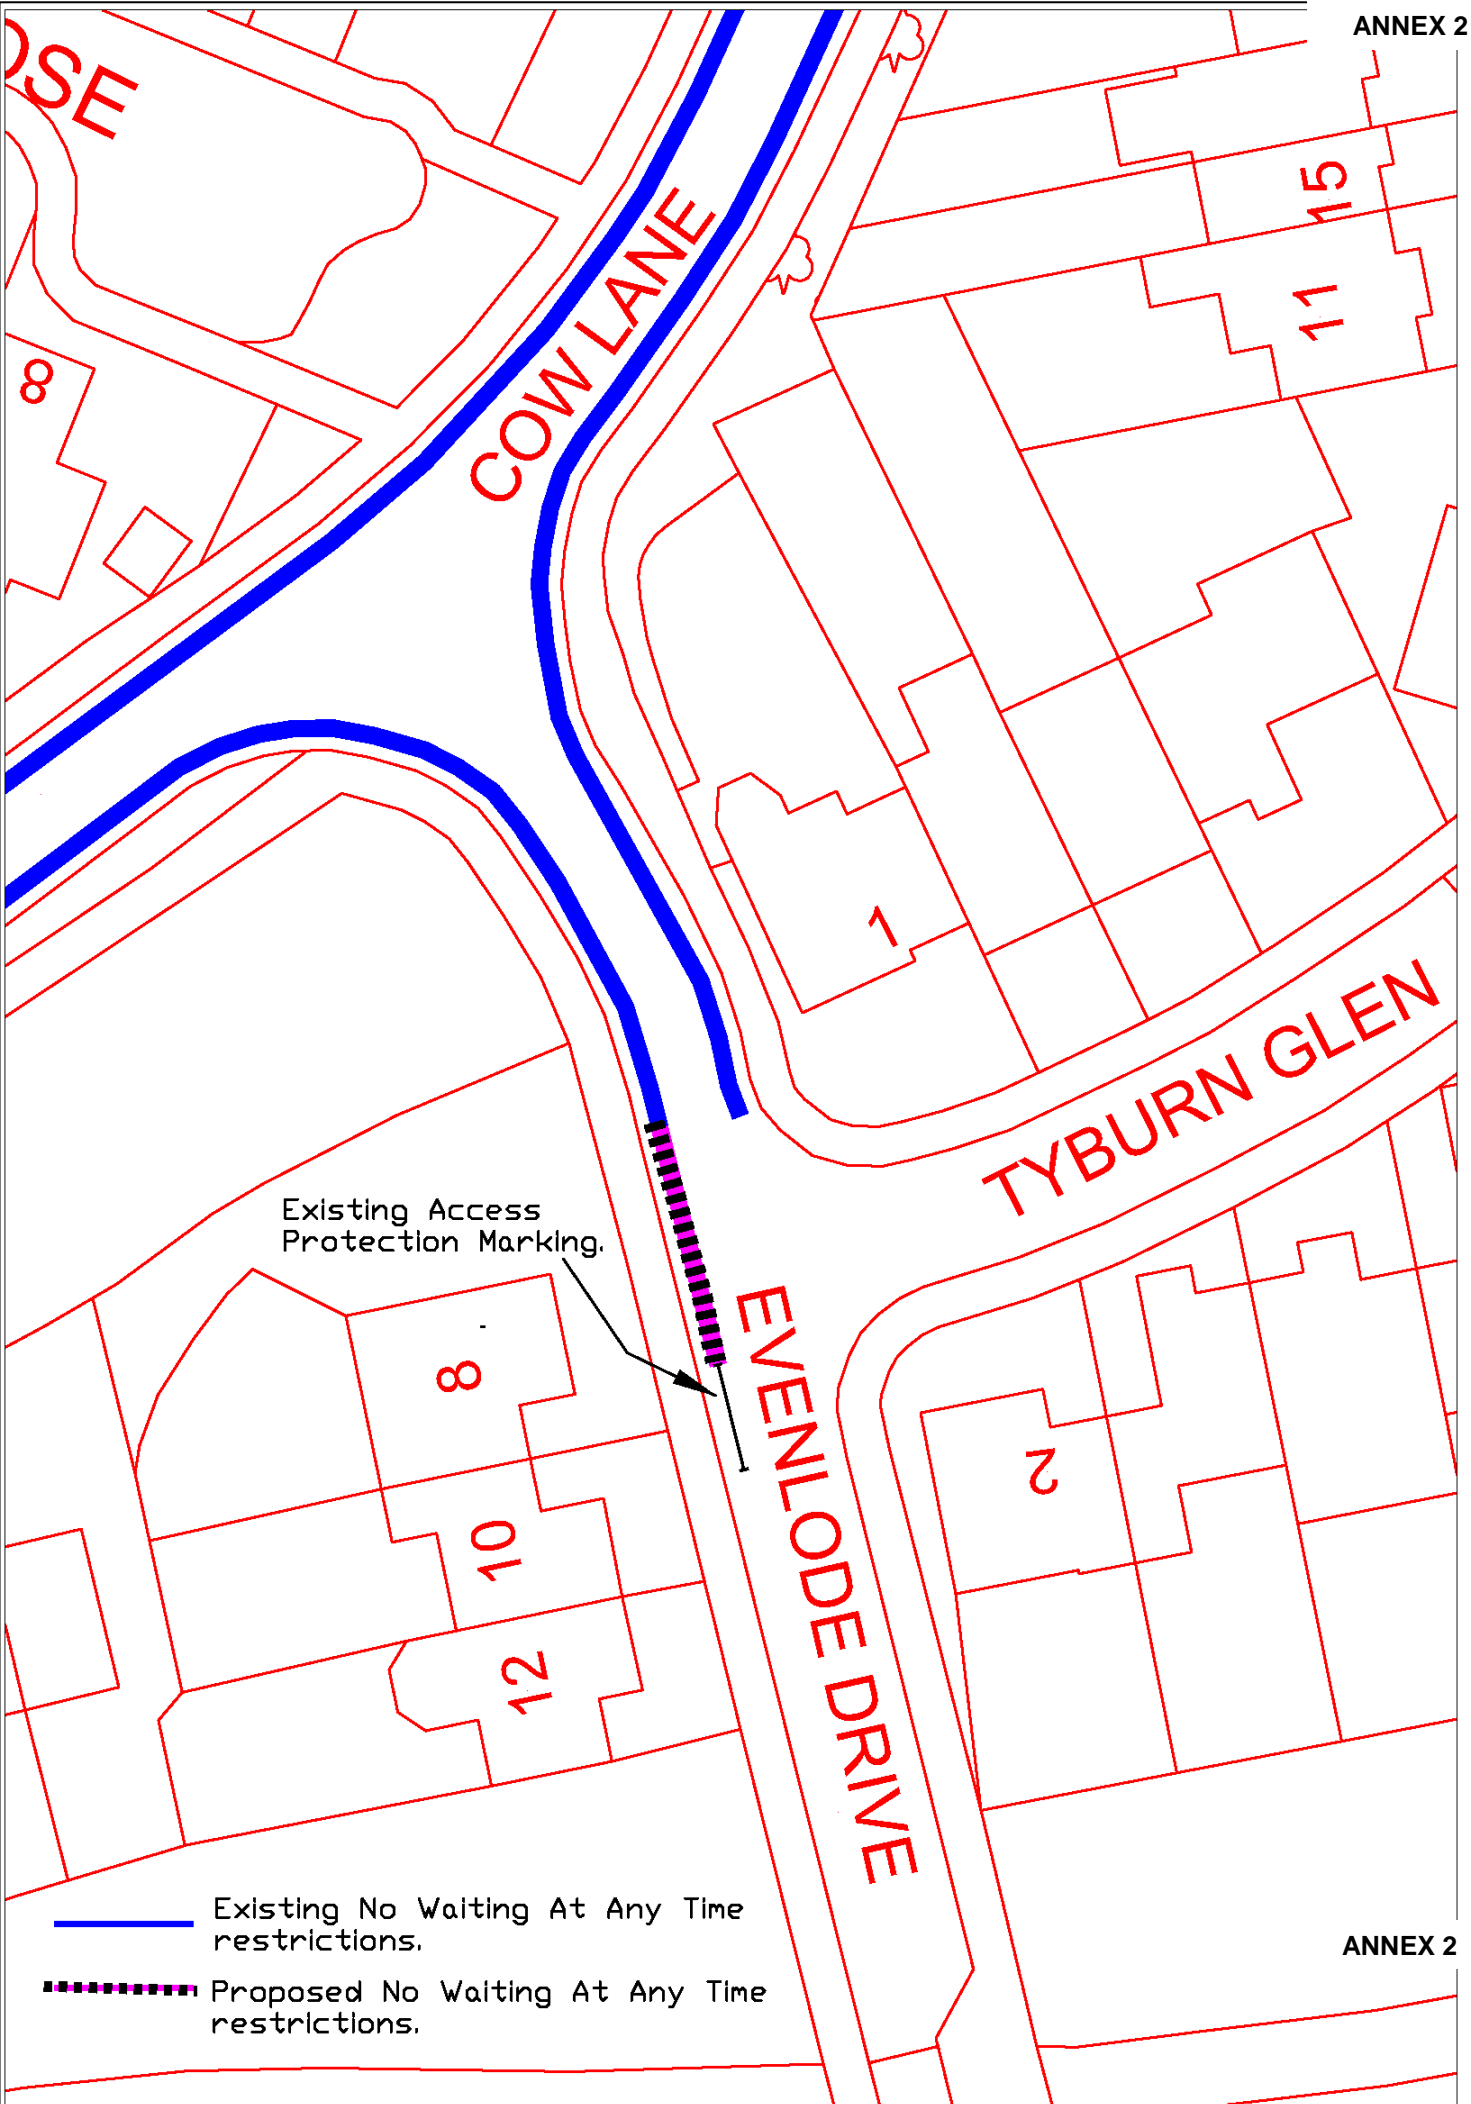 ANNEX 2
OSE
COW LANE
15
11
8
1
TYBURN GLEN
Existing Access
Protection Marking.
EVENLODE DRIVE
8
2
10
12
Existing No Waiting At Any Time
restrictions.
ANNEX 2
Proposed No Waiting At Any Time
restrictions.